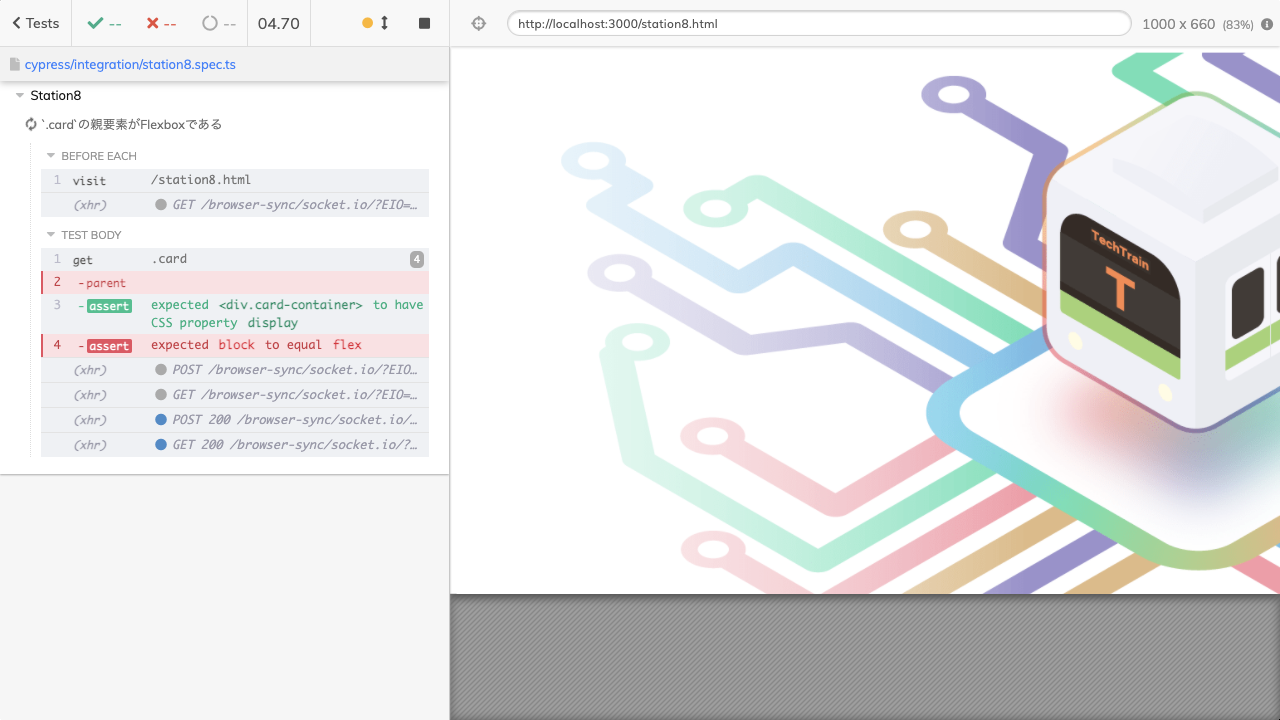 Tests
--
--
--
04.70
http://localhost:3000/station8.html
1000 x 660 (83%)
cypress/integration/station8.spec.ts
Station8
`.card`の親要素がFlexboxである
BEFORE EACH
1 visit /station8.html
(xhr) GET /browser-sync/socket.io/?EIO=…
TEST BODY
1 get .card 4
2 -parent
3 -assert expected <div.card-container> to have
CSS property display
4 -assert expected block to equal flex
(xhr) POST /browser-sync/socket.io/?EIO…
(xhr) GET /browser-sync/socket.io/?EIO=…
(xhr) POST 200 /browser-sync/socket.io/…
(xhr) GET 200 /browser-sync/socket.io/?…
TechTrain
T